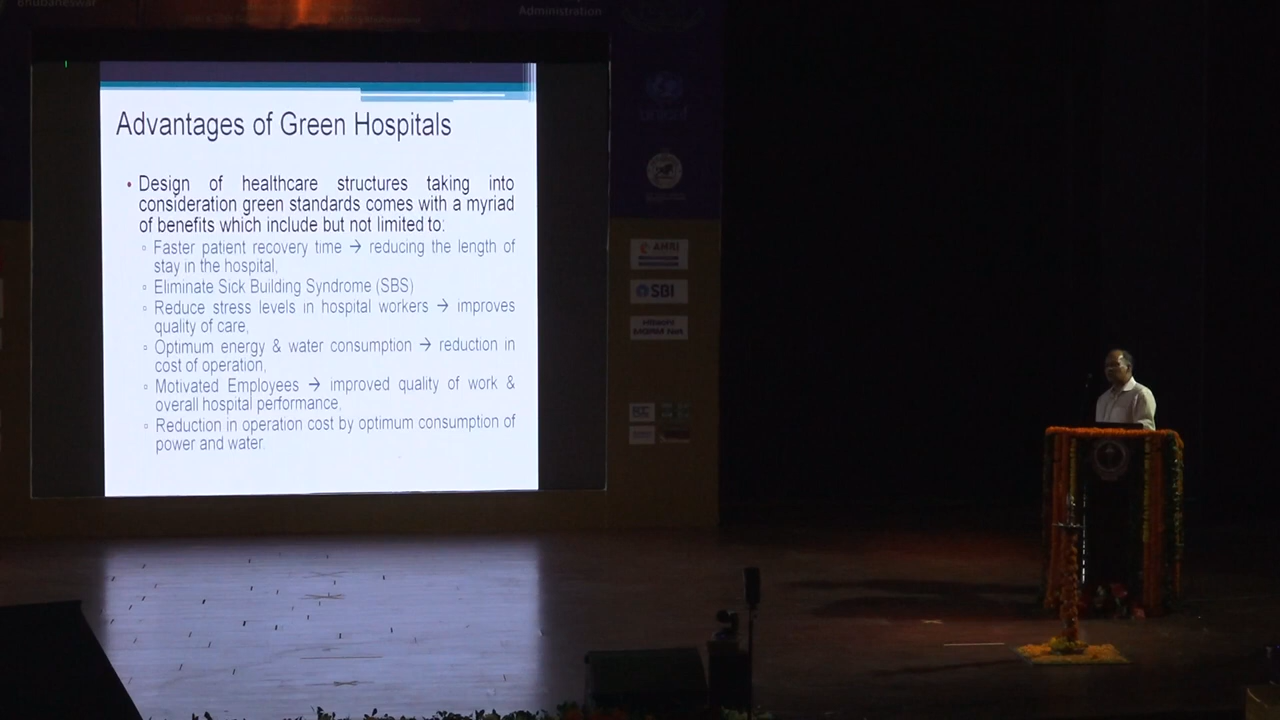 Bhubaneswar
Administration
Advantages of Green Hospitals
• Design of healthcare structures taking into
consideration green standards comes with a myriad
of benefits which include but not limited to:
▫ Faster patient recovery time → reducing the length of
stay in the hospital,
▫ Eliminate Sick Building Syndrome (SBS)
▫ Reduce stress levels in hospital workers → improves
quality of care,
▫ Optimum energy & water consumption → reduction in
cost of operation,
▫ Motivated Employees → improved quality of work &
overall hospital performance,
▫ Reduction in operation cost by optimum consumption of
power and water.
AMRI
SBI